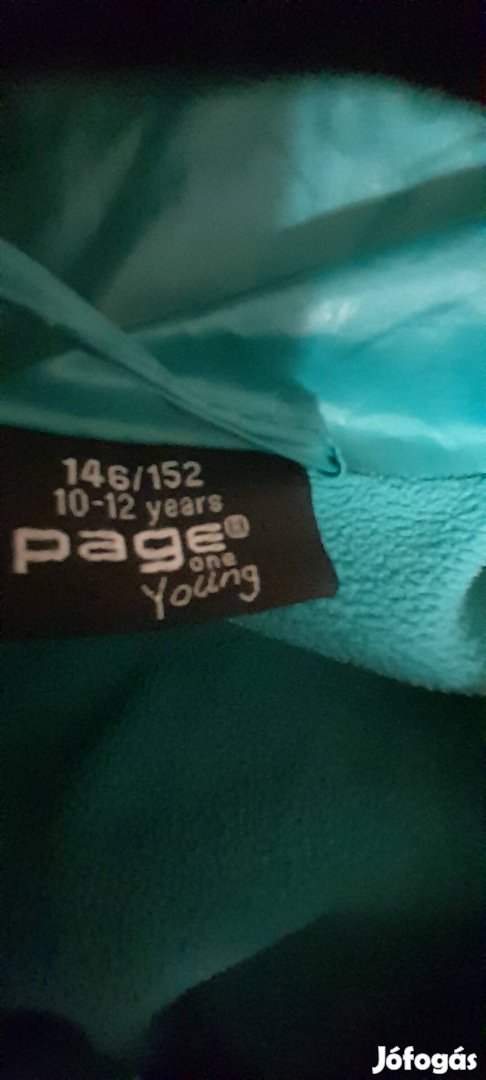 146/152
10-12 years
page®
one
Young
Jófogás